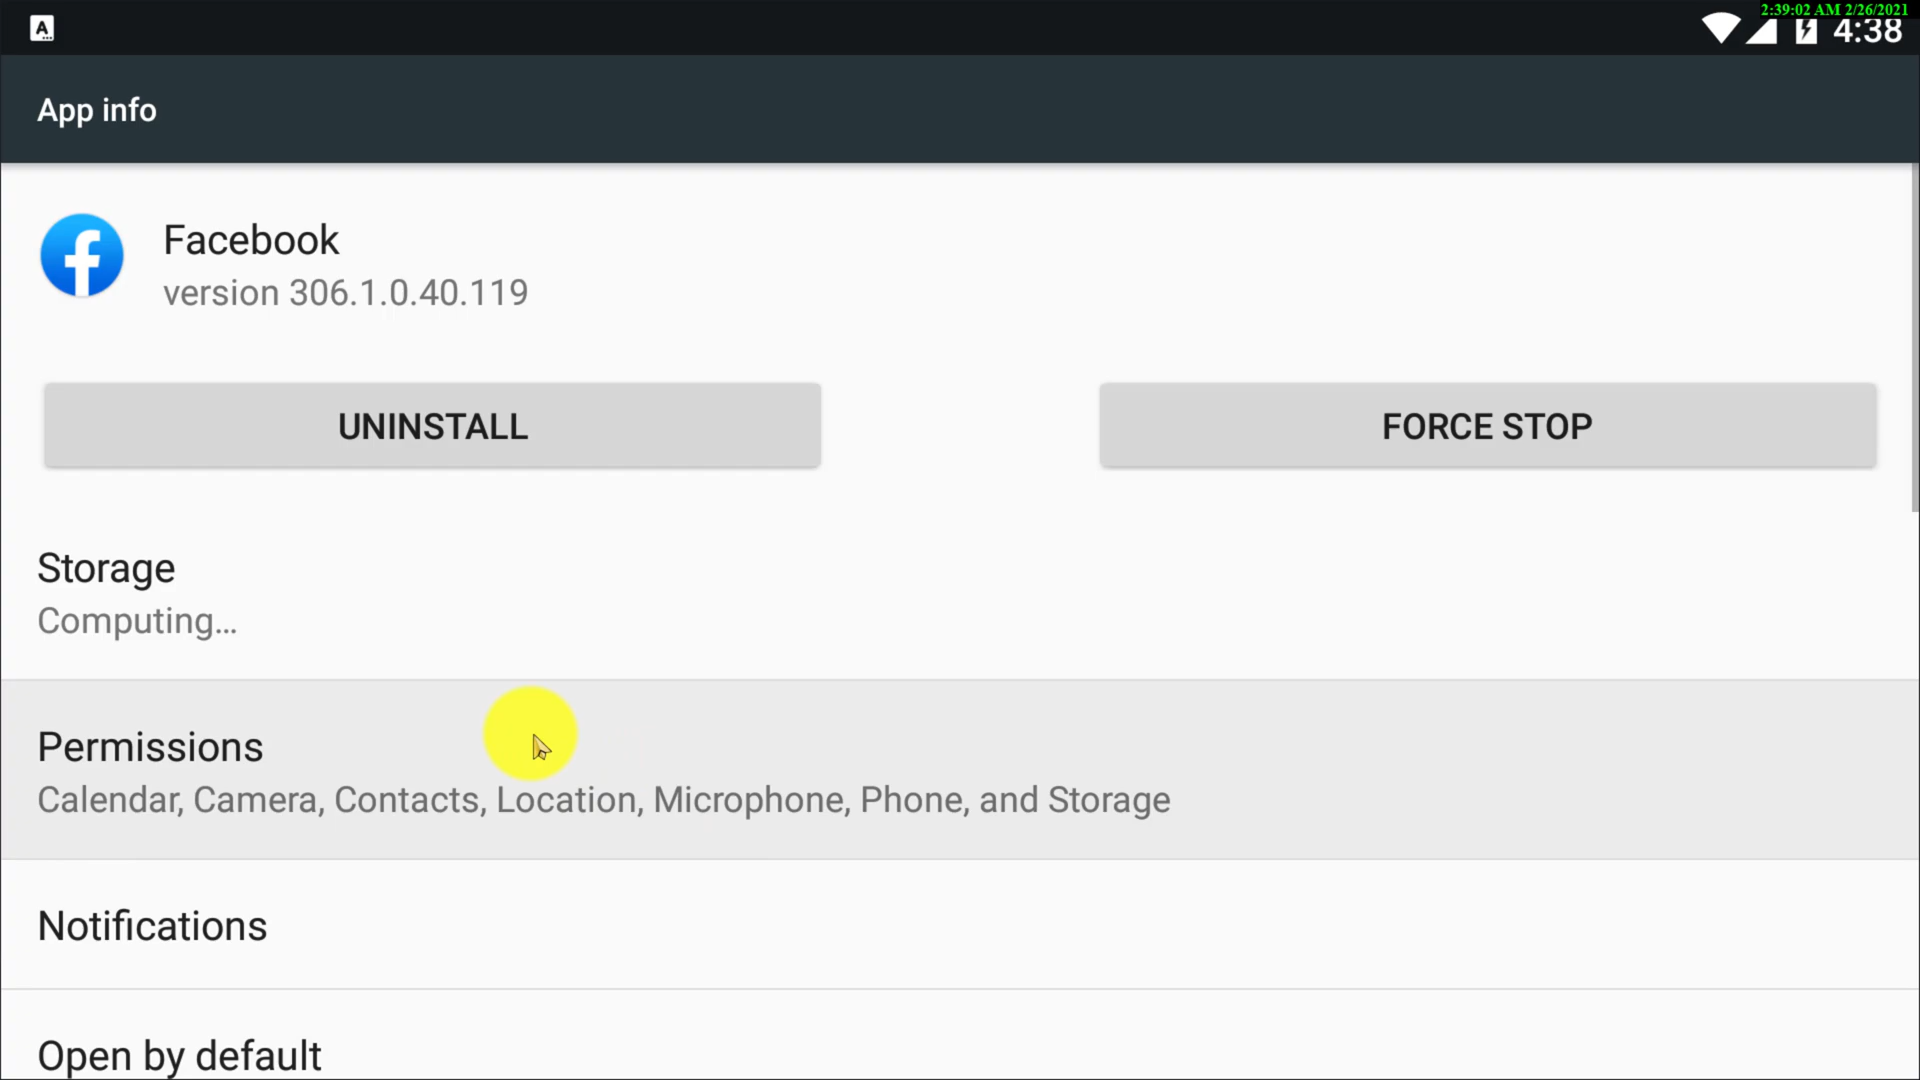 2:39:02 AM 2/26/2021
A
4:38
App info
Facebook
version 306.1.0.40.119
UNINSTALL
FORCE STOP
Storage
Computing...
Permissions
Calendar, Camera, Contacts, Location, Microphone, Phone, and Storage
Notifications
Open by default